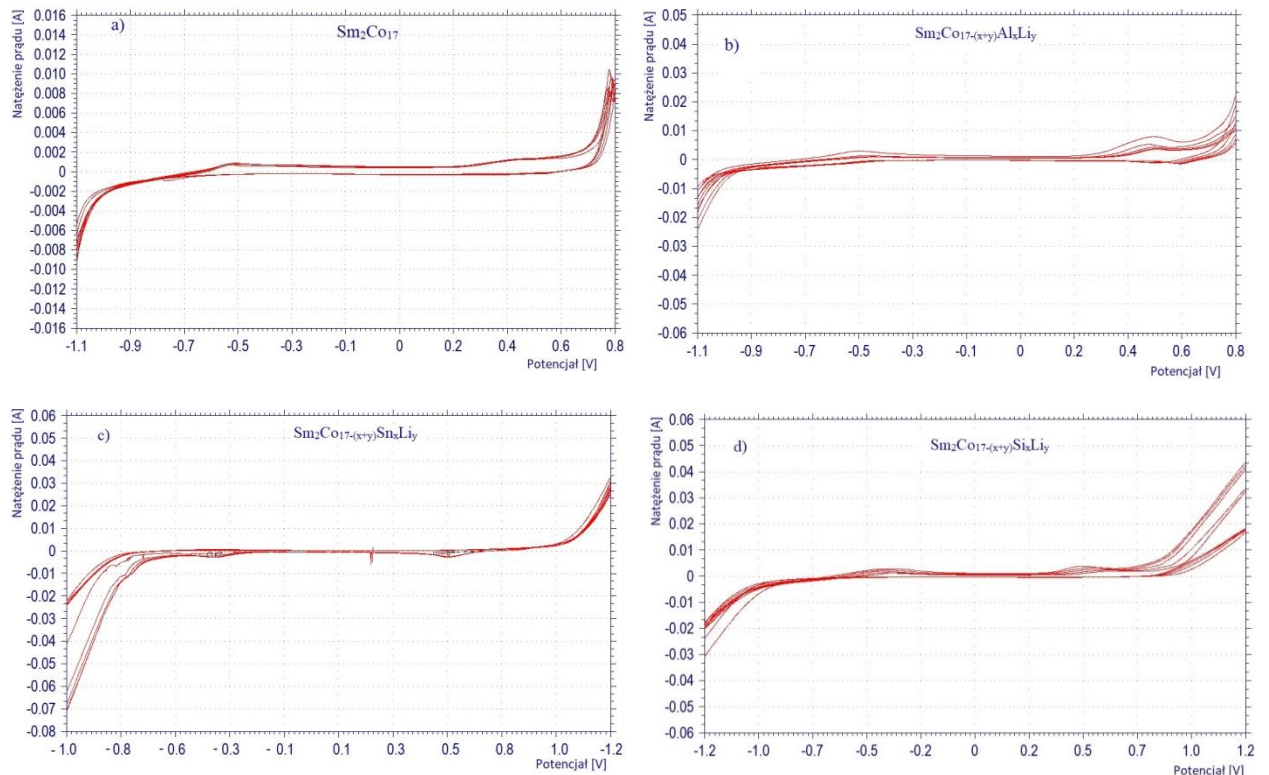 a)
Sm₂Co₁₇
Natężenie prądu [A]
0.016
0.014
0.012
0.010
0.008
0.006
0.004
0.002
0
-0.002
-0.004
-0.006
-0.008
-0.010
-0.012
-0.014
-0.016
-1.1 -0.9 -0.7 -0.5 -0.3 -0.1 0 0.2 0.4 0.6 0.8
Potencjał [V]
b)
Sm₂Co₁₇₋₍ₓ₊ᵧ₎AlₓLiᵧ
Natężenie prądu [A]
0.05
0.04
0.03
0.02
0.010
0
-0.010
-0.02
-0.03
-0.04
-0.05
-0.06
-1.1 -0.9 -0.7 -0.5 -0.3 -0.1 0 0.2 0.4 0.6 0.8
Potencjał [V]
c)
Sm₂Co₁₇₋₍ₓ₊ᵧ₎SnₓLiᵧ
Natężenie prądu [A]
0.06
0.05
0.04
0.03
0.02
0.01
0
-0.01
-0.02
-0.03
-0.04
-0.05
-0.06
-0.07
-0.08
-1.0 - 0.8 - 0.6 - 0.3 - 0.1 0.1 0.3 0.5 0.8 1.0 -1.2
Potencjał [V]
d)
Sm₂Co₁₇₋₍ₓ₊ᵧ₎SiₓLiᵧ
Natężenie prądu [A]
0.06
0.05
0.04
0.03
0.02
0.01
0
-0.01
-0.02
-0.03
-0.03
-0.04
-0.05
-0.06
-1.2 -1.0 -0.7 -0.5 -0.2 0 0.2 0.5 0.7 1.0 1.2
Potencjał [V]